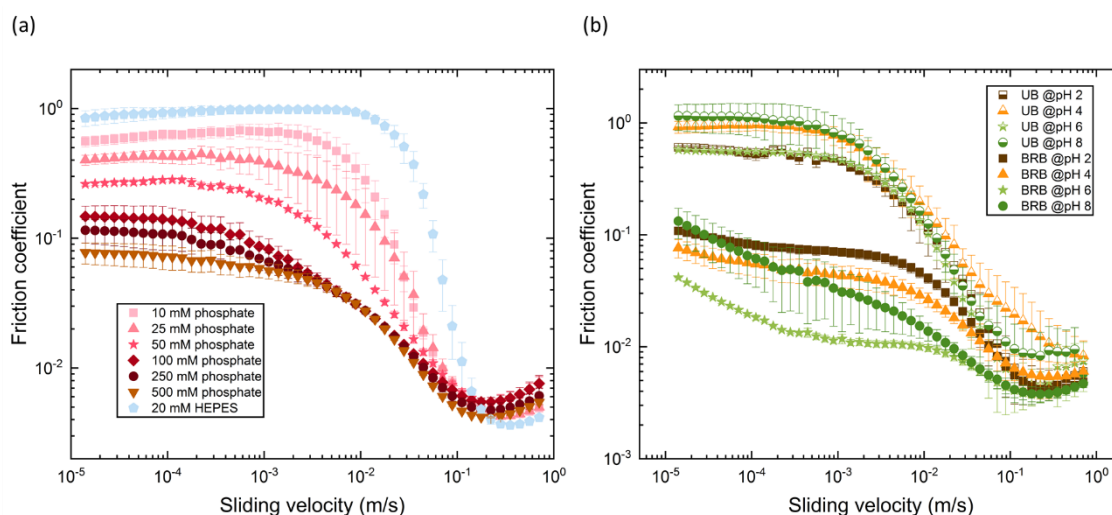 (a)
(b)
Friction coefficient
10⁰
10⁻¹
10⁻²
10 mM phosphate
25 mM phosphate
50 mM phosphate
100 mM phosphate
250 mM phosphate
500 mM phosphate
20 mM HEPES
10⁻⁵ 10⁻⁴ 10⁻³ 10⁻² 10⁻¹ 10⁰
Sliding velocity (m/s)
Friction coefficient
10⁰
10⁻¹
10⁻²
10⁻³
UB @pH 2
UB @pH 4
UB @pH 6
UB @pH 8
BRB @pH 2
BRB @pH 4
BRB @pH 6
BRB @pH 8
10⁻⁵ 10⁻⁴ 10⁻³ 10⁻² 10⁻¹ 10⁰
Sliding velocity (m/s)